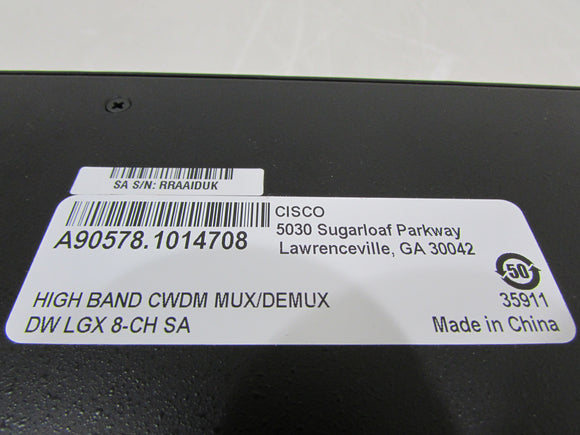 SA S/N: RRAAIDUK
CISCO
5030 Sugarloaf Parkway
Lawrenceville, GA 30042
A90578.1014708
50
35911
HIGH BAND CWDM MUX/DEMUX
DW LGX 8-CH SA
Made in China